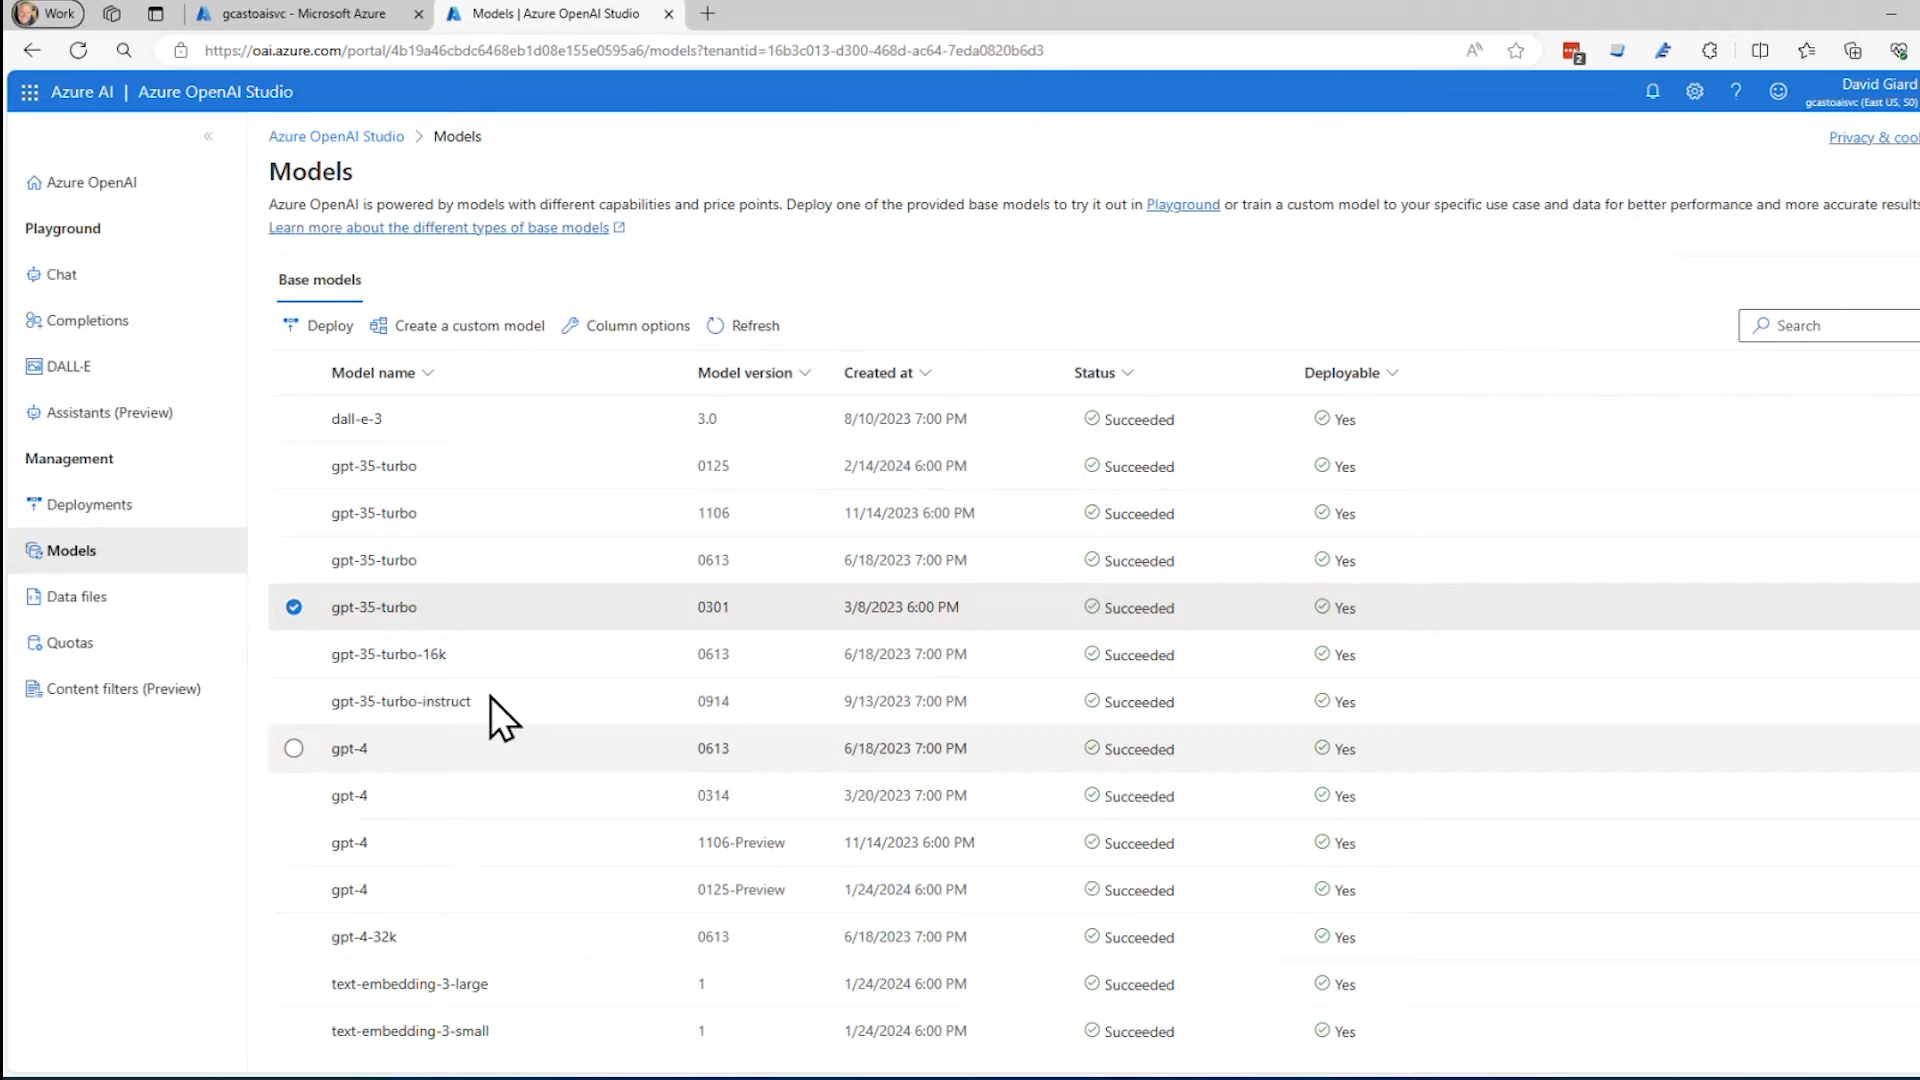 Work
gcastoaisvc - Microsoft Azure
Models | Azure OpenAI Studio
https://oai.azure.com/portal/4b19a46cbdc6468eb1d08e155e0595a6/models?tenantid=16b3c013-d300-468d-ac64-7eda0820b6d3
2
Azure AI | Azure OpenAI Studio
David Giard
gcastoaisvc (East US, S0)
Azure OpenAI Studio > Models
Privacy & cool
Models
Azure OpenAI is powered by models with different capabilities and price points. Deploy one of the provided base models to try it out in Playground or train a custom model to your specific use case and data for better performance and more accurate results
Learn more about the different types of base models
Azure OpenAI
Playground
Chat
Completions
DALL·E
Assistants (Preview)
Management
Deployments
Models
Data files
Quotas
Content filters (Preview)
Base models
Deploy Create a custom model Column options Refresh
Search
Model name Model version Created at Status Deployable
dall-e-3 3.0 8/10/2023 7:00 PM Succeeded Yes
gpt-35-turbo 0125 2/14/2024 6:00 PM Succeeded Yes
gpt-35-turbo 1106 11/14/2023 6:00 PM Succeeded Yes
gpt-35-turbo 0613 6/18/2023 7:00 PM Succeeded Yes
gpt-35-turbo 0301 3/8/2023 6:00 PM Succeeded Yes
gpt-35-turbo-16k 0613 6/18/2023 7:00 PM Succeeded Yes
gpt-35-turbo-instruct 0914 9/13/2023 7:00 PM Succeeded Yes
gpt-4 0613 6/18/2023 7:00 PM Succeeded Yes
gpt-4 0314 3/20/2023 7:00 PM Succeeded Yes
gpt-4 1106-Preview 11/14/2023 6:00 PM Succeeded Yes
gpt-4 0125-Preview 1/24/2024 6:00 PM Succeeded Yes
gpt-4-32k 0613 6/18/2023 7:00 PM Succeeded Yes
text-embedding-3-large 1 1/24/2024 6:00 PM Succeeded Yes
text-embedding-3-small 1 1/24/2024 6:00 PM Succeeded Yes